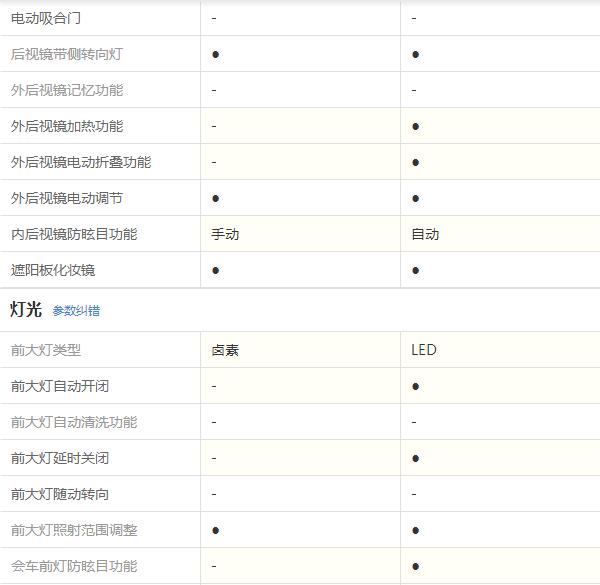 电动吸合门 - -
后视镜带侧转向灯 ● ●
外后视镜记忆功能 - -
外后视镜加热功能 - ●
外后视镜电动折叠功能 - ●
外后视镜电动调节 ● ●
内后视镜防眩目功能 手动 自动
遮阳板化妆镜 ● ●
灯光 参数纠错
前大灯类型 卤素 LED
前大灯自动开闭 - ●
前大灯自动清洗功能 - -
前大灯延时关闭 - ●
前大灯随动转向 - -
前大灯照射范围调整 ● ●
会车前灯防眩目功能 - ●